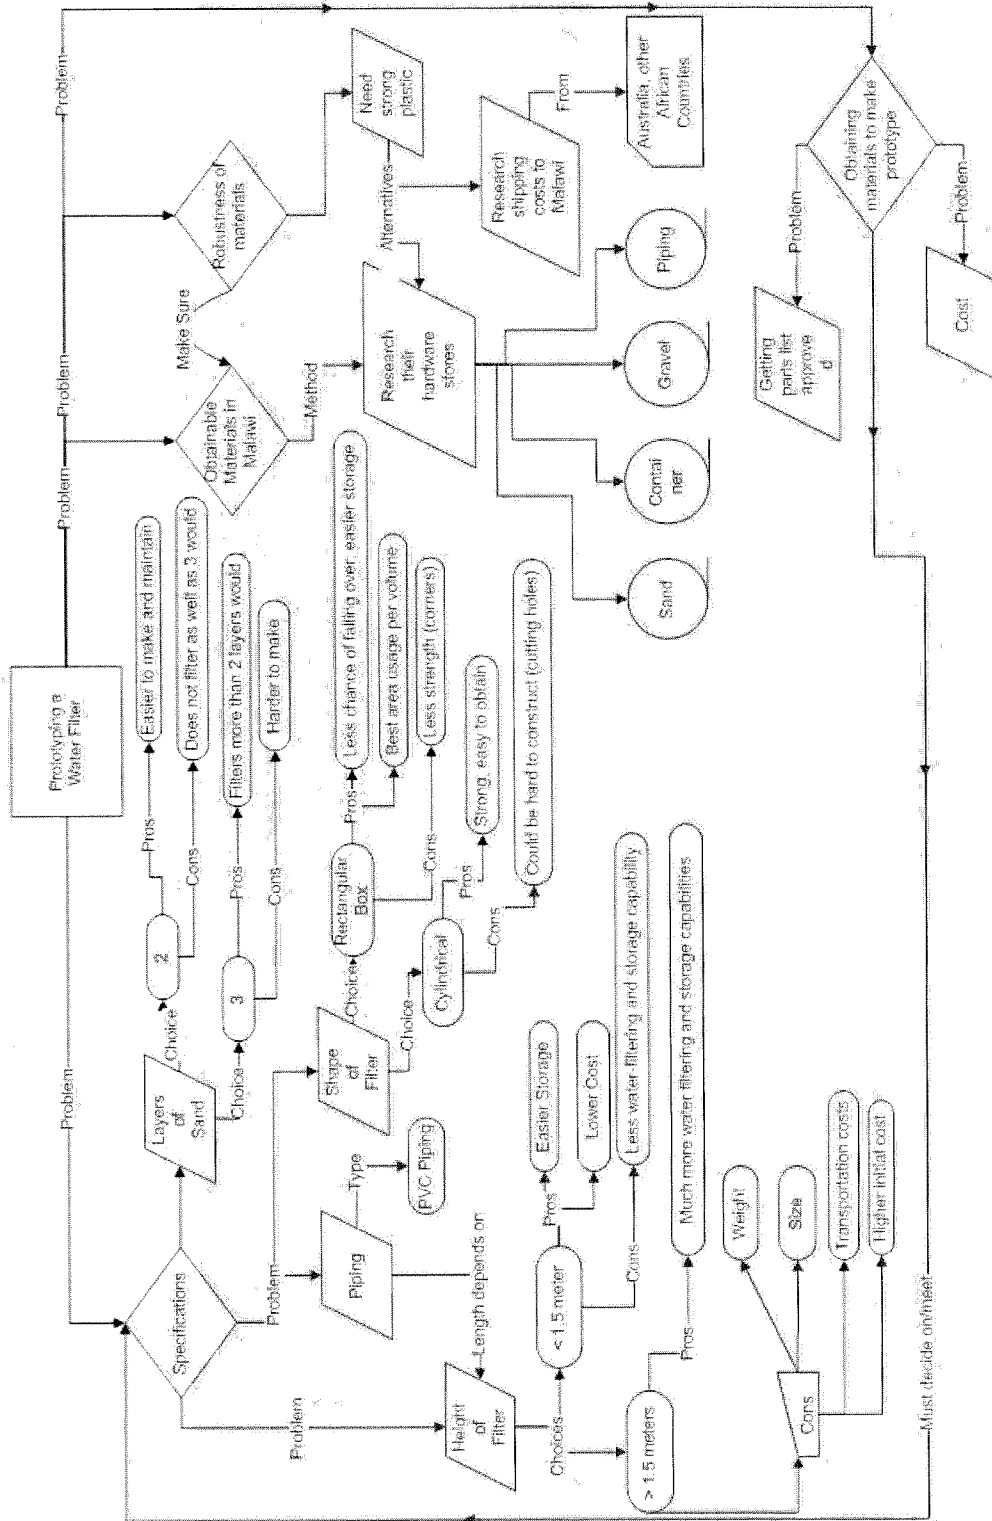 Prototyping a
Water Filter
Problem
Problem
Problem
Problem
Specifications
Layers
of
Sand
Choice
2
Pros
Easier to make and maintain
Cons
Does not filter as well as 3 would
Choice
3
Pros
Filters more than 2 layers would
Cons
Harder to make
Problem
Shape
of
Filter
Choice
Rectangular
Box
Pros
Less chance of falling over, easier storage
Best area usage per volume
Cons
Less strength (corners)
Choice
Cylindrical
Pros
Strong, easy to obtain
Cons
Could be hard to construct (cutting holes)
Piping
Type
PVC Piping
Length depends on
Problem
Height
of
Filter
Choices
< 1.5 meter
Pros
Easier Storage
Lower Cost
Cons
Less water-filtering and storage capability
> 1.5 meters
Pros
Much more water filtering and storage capabilities
Cons
Weight
Size
Transportation costs
Higher initial cost
Obtainable
Materials in
Malawi
Make Sure
Robustress of
materials
Need
strong
plastic
Alternatives
Method
Research
their
hardware
stores
Research
shipping
costs to
Malawi
From
Australia, other
African
Countries
Sand
Contai
ner
Gravel
Piping
Obtaining
materials to make
prototype
Problem
Getting
parts list
approve
d
Problem
Cost
Must decide on/meet